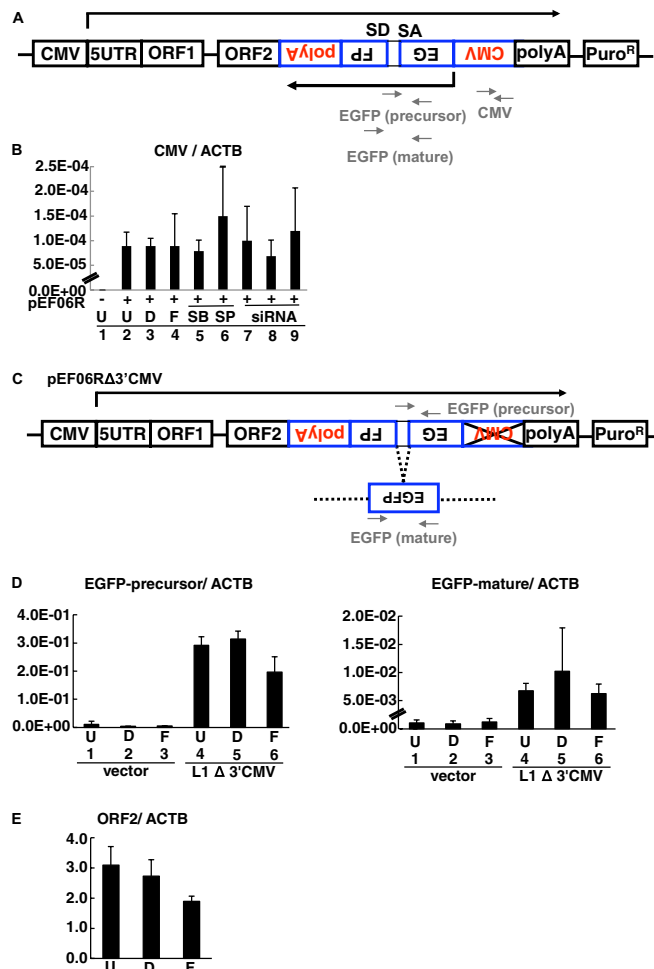 A
SD SA
CMV 5UTR ORF1 ORF2 polyA FP EG CMV polyA Puroᴿ
EGFP (precursor) CMV
EGFP (mature)
B
CMV / ACTB
2.5E-04
2.0E-04
1.5E-04
1.0E-04
5.0E-05
0.0E+00
pEF06R - + + + + + + + +
U U D F SB SP siRNA
1 2 3 4 5 6 7 8 9
C
pEF06RΔ3'CMV
EGFP (precursor)
CMV 5UTR ORF1 ORF2 polyA FP EG CMV polyA Puroᴿ
EGFP
EGFP (mature)
D
EGFP-precursor/ ACTB
4.0E-01
3.0E-01
2.0E-01
1.0E-01
0.0E+00
U D F U D F
1 2 3 4 5 6
vector L1 Δ 3'CMV
EGFP-mature/ ACTB
2.0E-02
1.0E-02
1.0E-02
5.0E-03
0.0E+00
U D F U D F
1 2 3 4 5 6
vector L1 Δ 3'CMV
E
ORF2/ ACTB
4.0
3.0
2.0
1.0
0.0
U D F